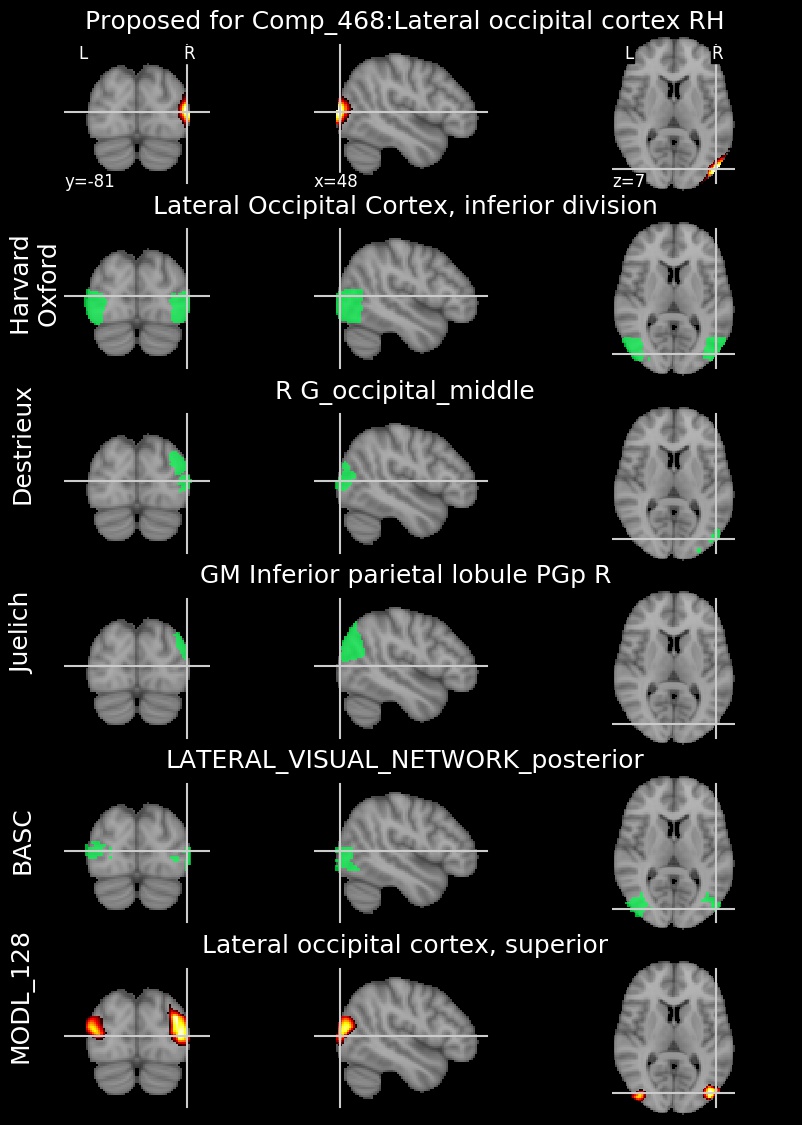 Proposed for Comp_468:Lateral occipital cortex RH
L R L R
y=-81 x=48 z=7
Lateral Occipital Cortex, inferior division
Harvard
Oxford
R G_occipital_middle
Destrieux
GM Inferior parietal lobule PGp R
Juelich
LATERAL_VISUAL_NETWORK_posterior
BASC
Lateral occipital cortex, superior
MODL_128